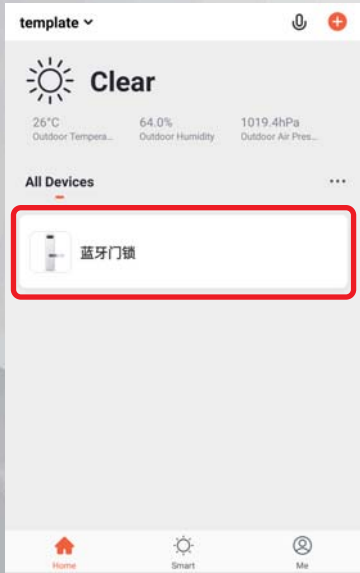 template
Clear
26°C 64.0% 1019.4hPa
Outdoor Tempera... Outdoor Humidity Outdoor Air Pres...
All Devices
蓝牙门锁
Home Smart Me